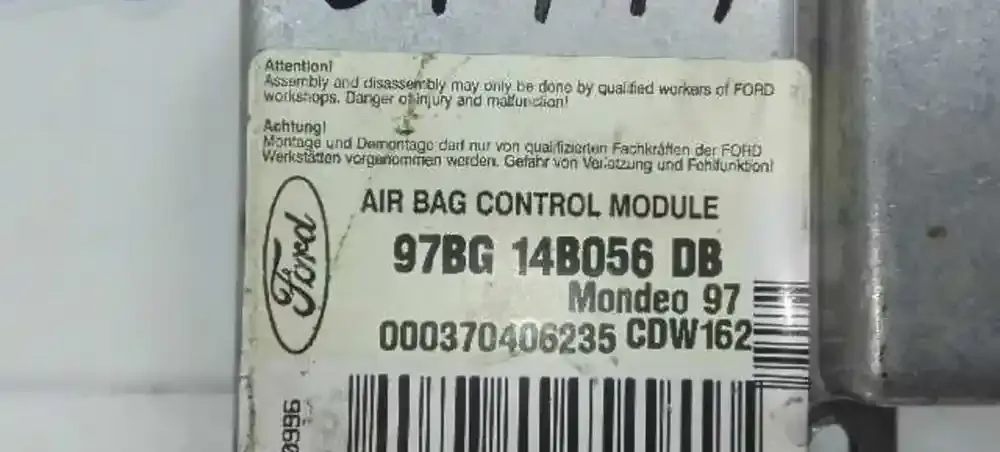 Attention!
Assembly and disassembly may only be done by qualified workers of FORD
workshops. Danger of injury and malfunction!
Achtung!
Montage und Demontage darf nur von qualifizierten Fachkräften der FORD
Werkstätten vorgenommen werden. Gefahr von Verletzung und Fehlfunktion!
AIR BAG CONTROL MODULE
Ford
97BG 14B056 DB
Mondeo 97
000370406235 CDW162